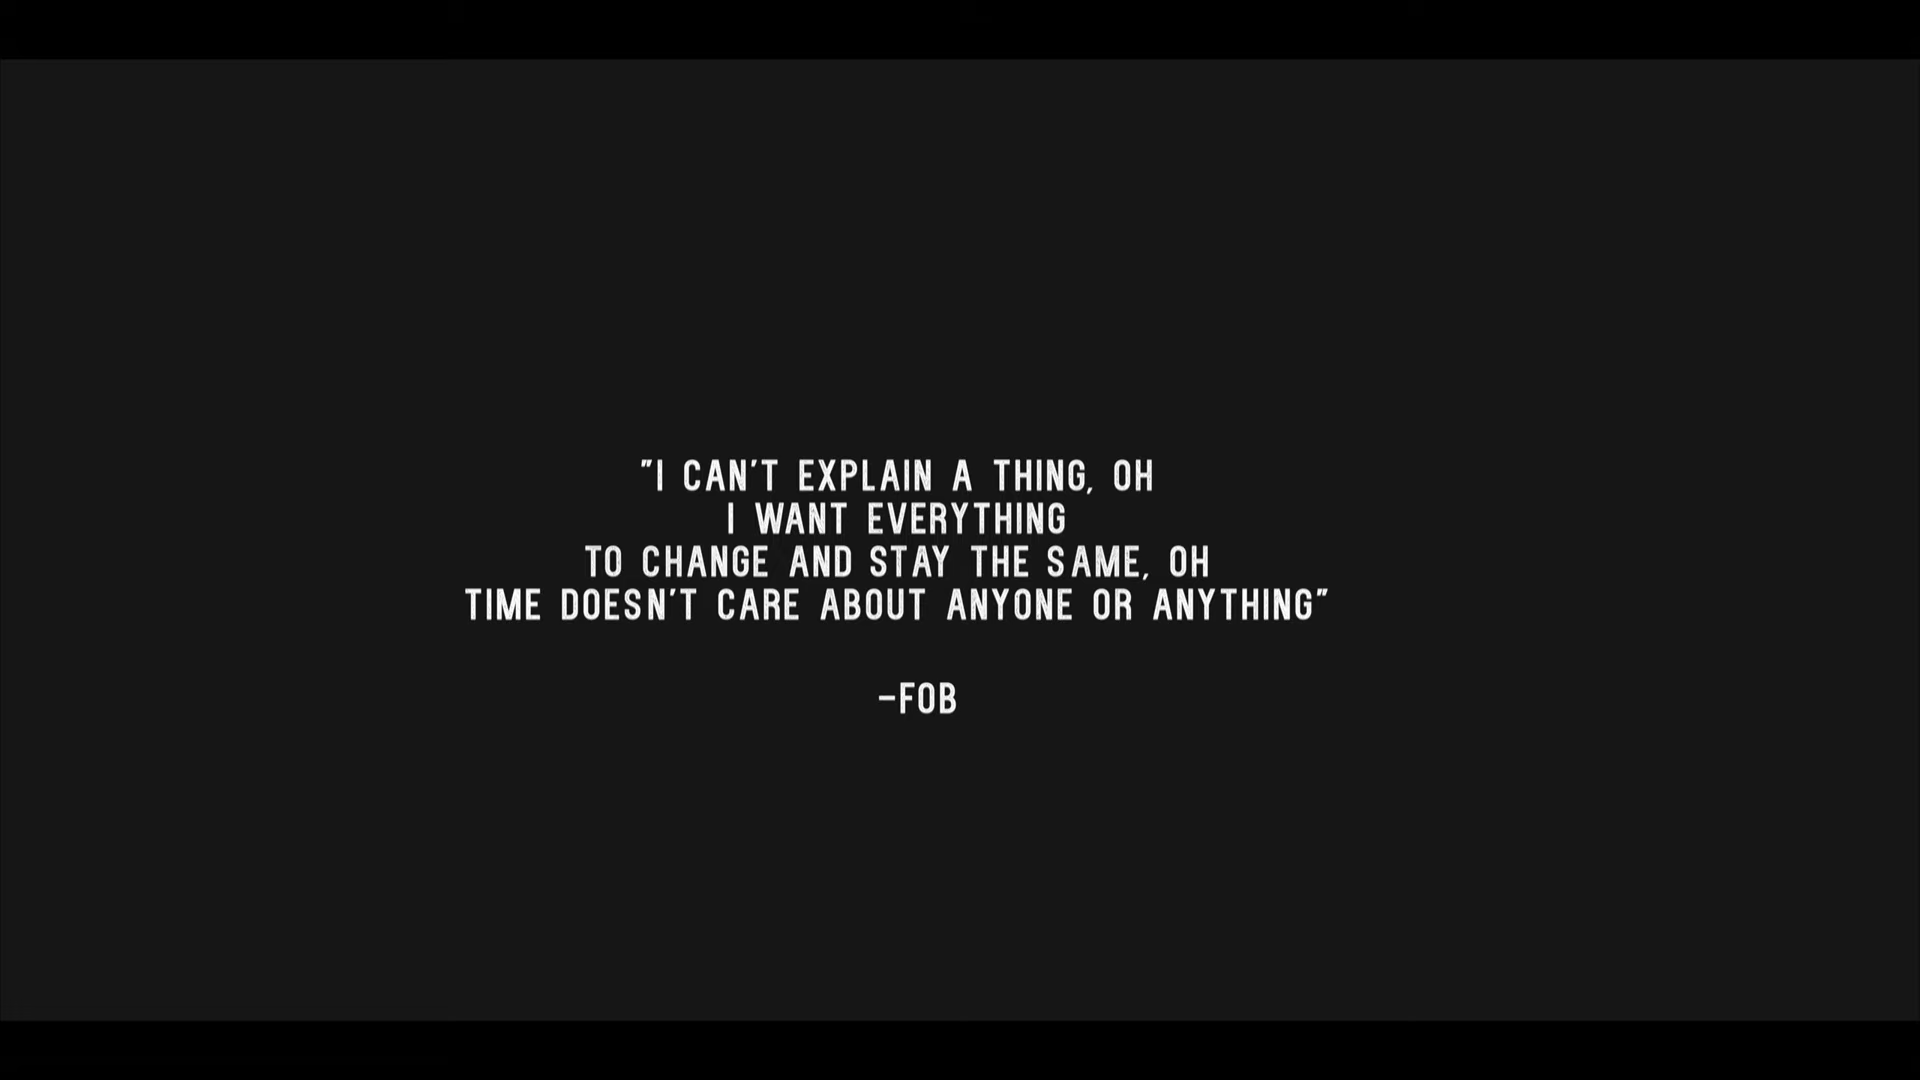 "I CAN'T EXPLAIN A THING, OH
I WANT EVERYTHING
TO CHANGE AND STAY THE SAME, OH
TIME DOESN'T CARE ABOUT ANYONE OR ANYTHING"
-FOB